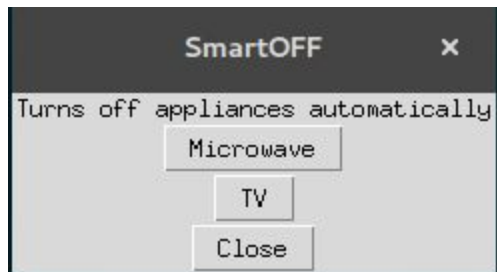 SmartOFF ×
Turns off appliances automatically
Microwave
TV
Close